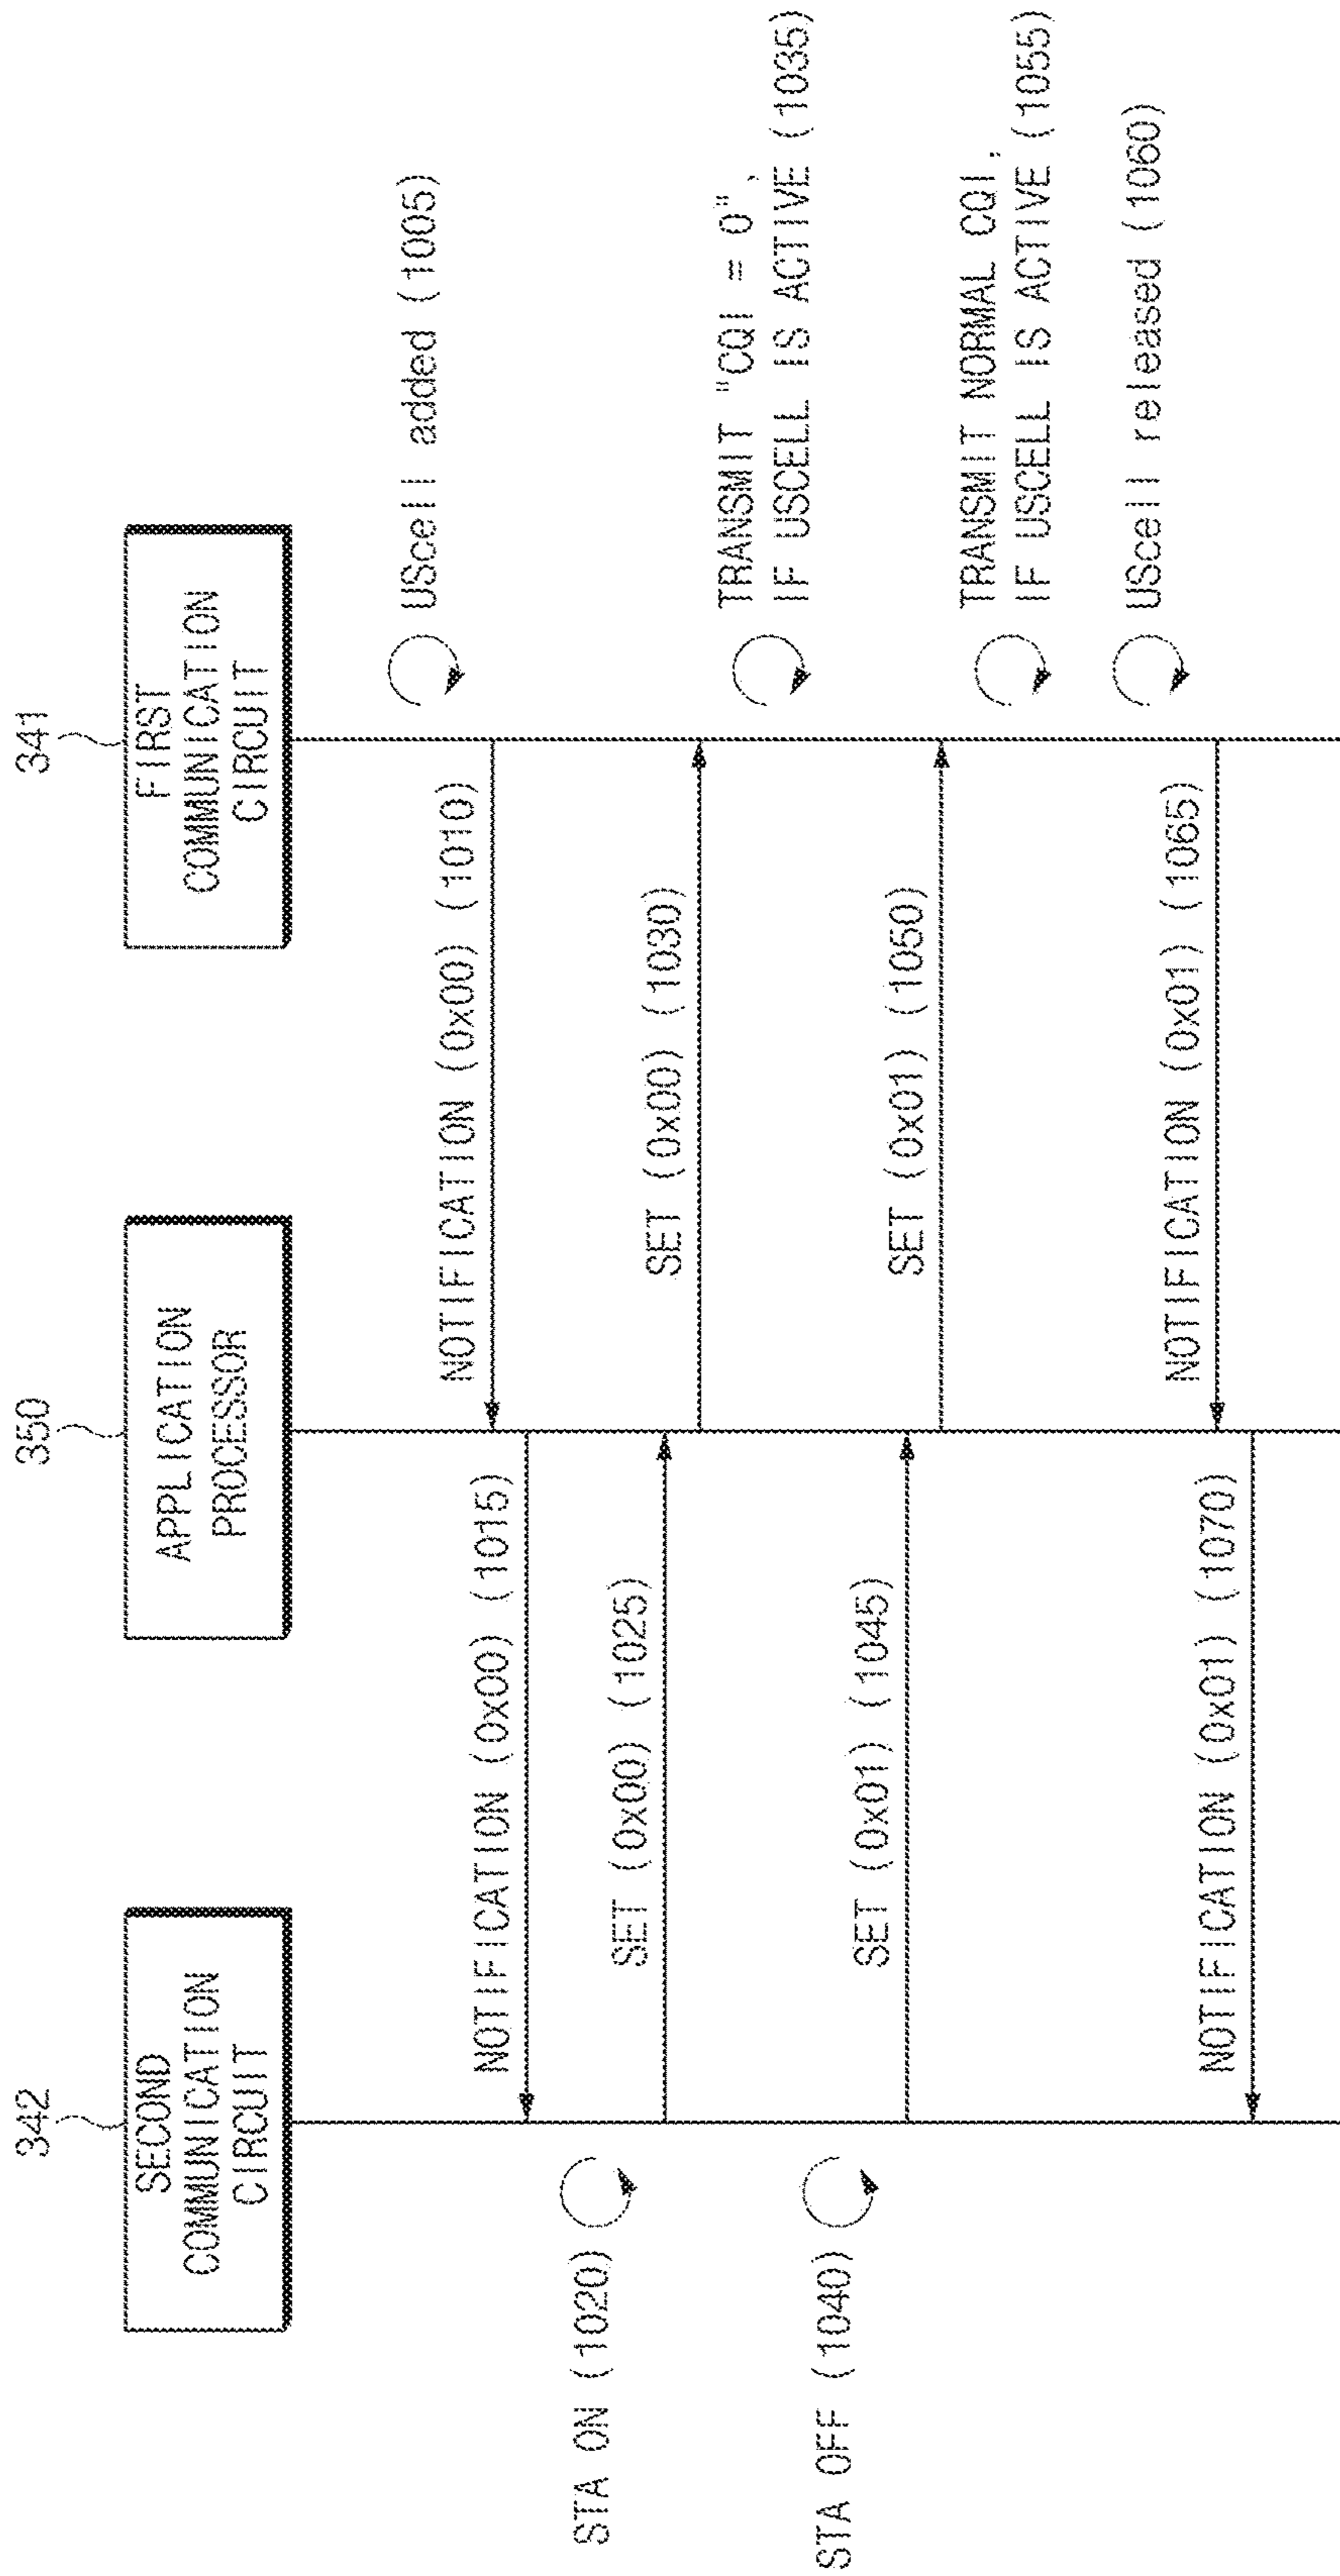 342
350
341
SECOND
COMMUNICATION
CIRCUIT
APPLICATION
PROCESSOR
FIRST
COMMUNICATION
CIRCUIT
UScell added (1005)
NOTIFICATION (0x00) (1010)
NOTIFICATION (0x00) (1015)
STA ON (1020)
SET (0x00) (1025)
SET (0x00) (1030)
TRANSMIT "CQI = 0",
IF USCELL IS ACTIVE (1035)
STA OFF (1040)
SET (0x01) (1045)
SET (0x01) (1050)
TRANSMIT NORMAL CQI,
IF USCELL IS ACTIVE (1055)
UScell released (1060)
NOTIFICATION (0x01) (1065)
NOTIFICATION (0x01) (1070)